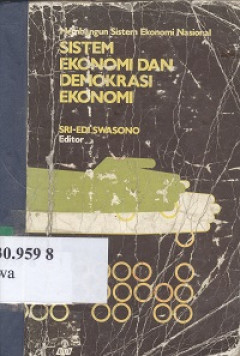 Membangun Sistem Ekonomi Nasional
SISTEM
EKONOMI DAN
DEMOKRASI
EKONOMI
SRI-EDI SWASONO
Editor
30.959 8
wa